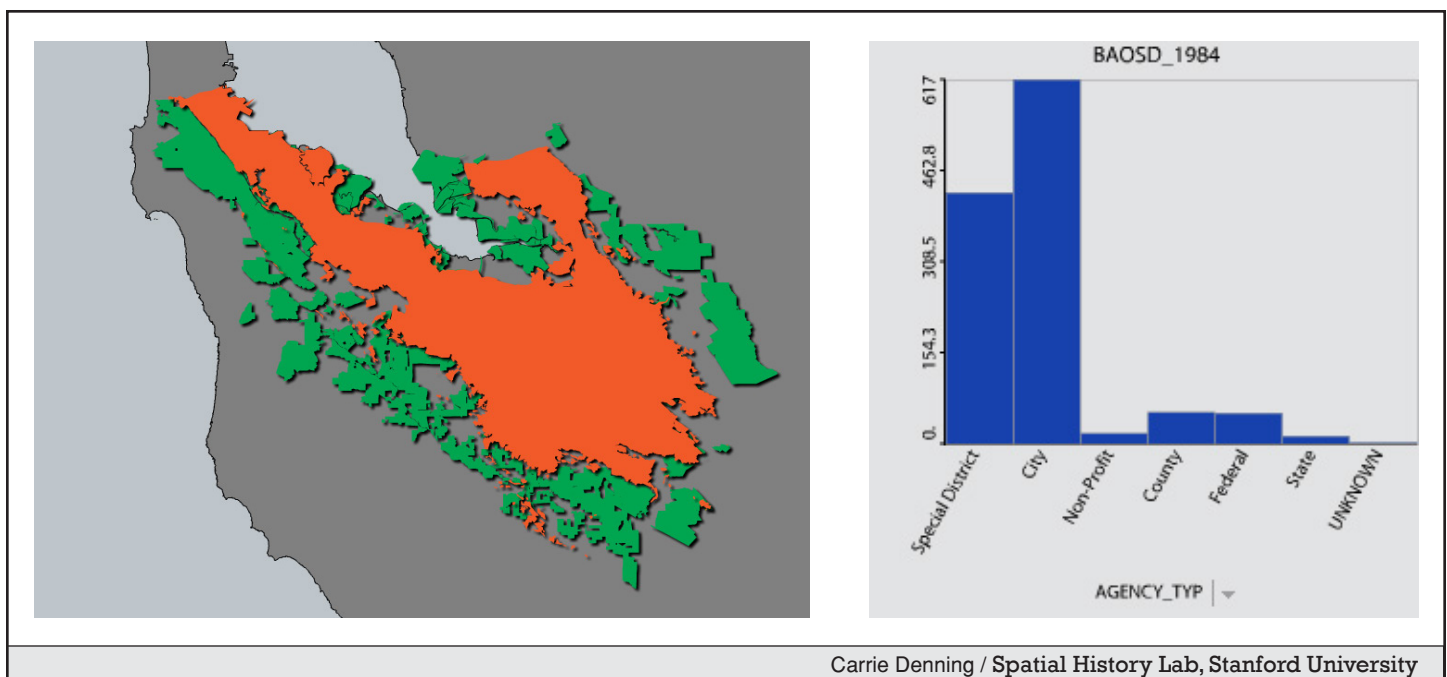 BAOSD_1984
617
462.8
308.5
154.3
0.
Special District
City
Non-Profit
County
Federal
State
UNKNOWN
AGENCY_TYP
Carrie Denning / Spatial History Lab, Stanford University